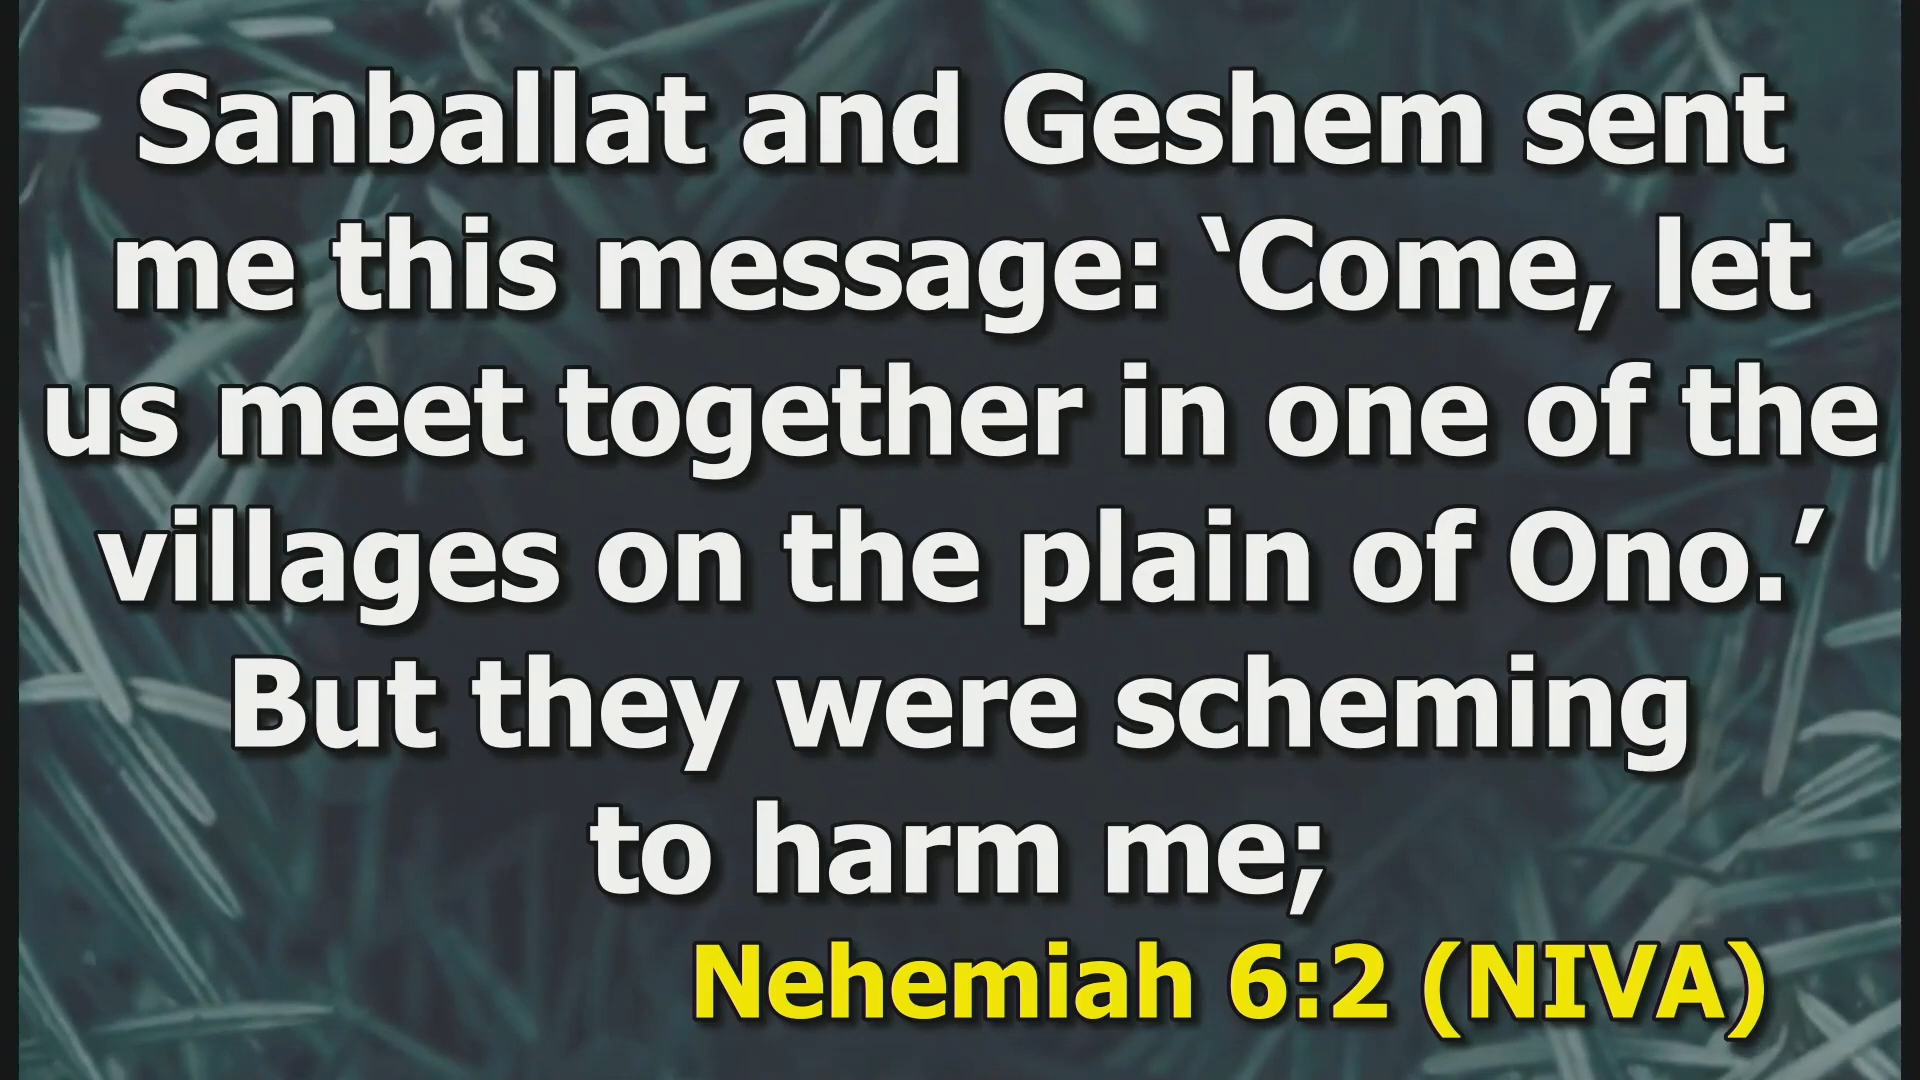 Sanballat and Geshem sent
me this message: ‘Come, let
us meet together in one of the
villages on the plain of Ono.’
But they were scheming
to harm me;
Nehemiah 6:2 (NIVA)